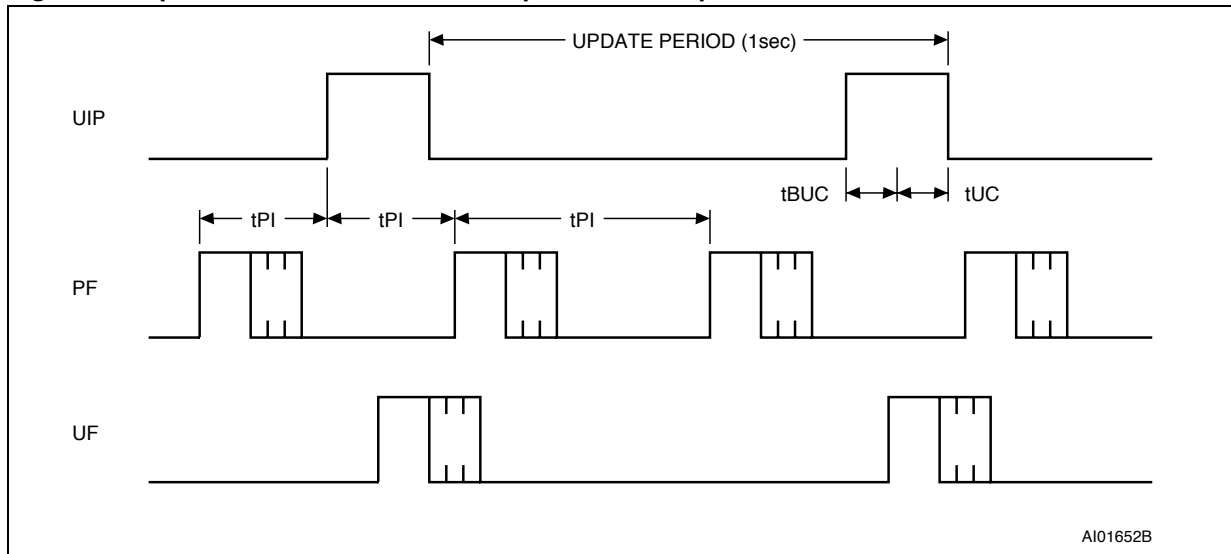 UPDATE PERIOD (1sec)
UIP
tBUC
tUC
tPI
tPI
tPI
PF
UF
AI01652B